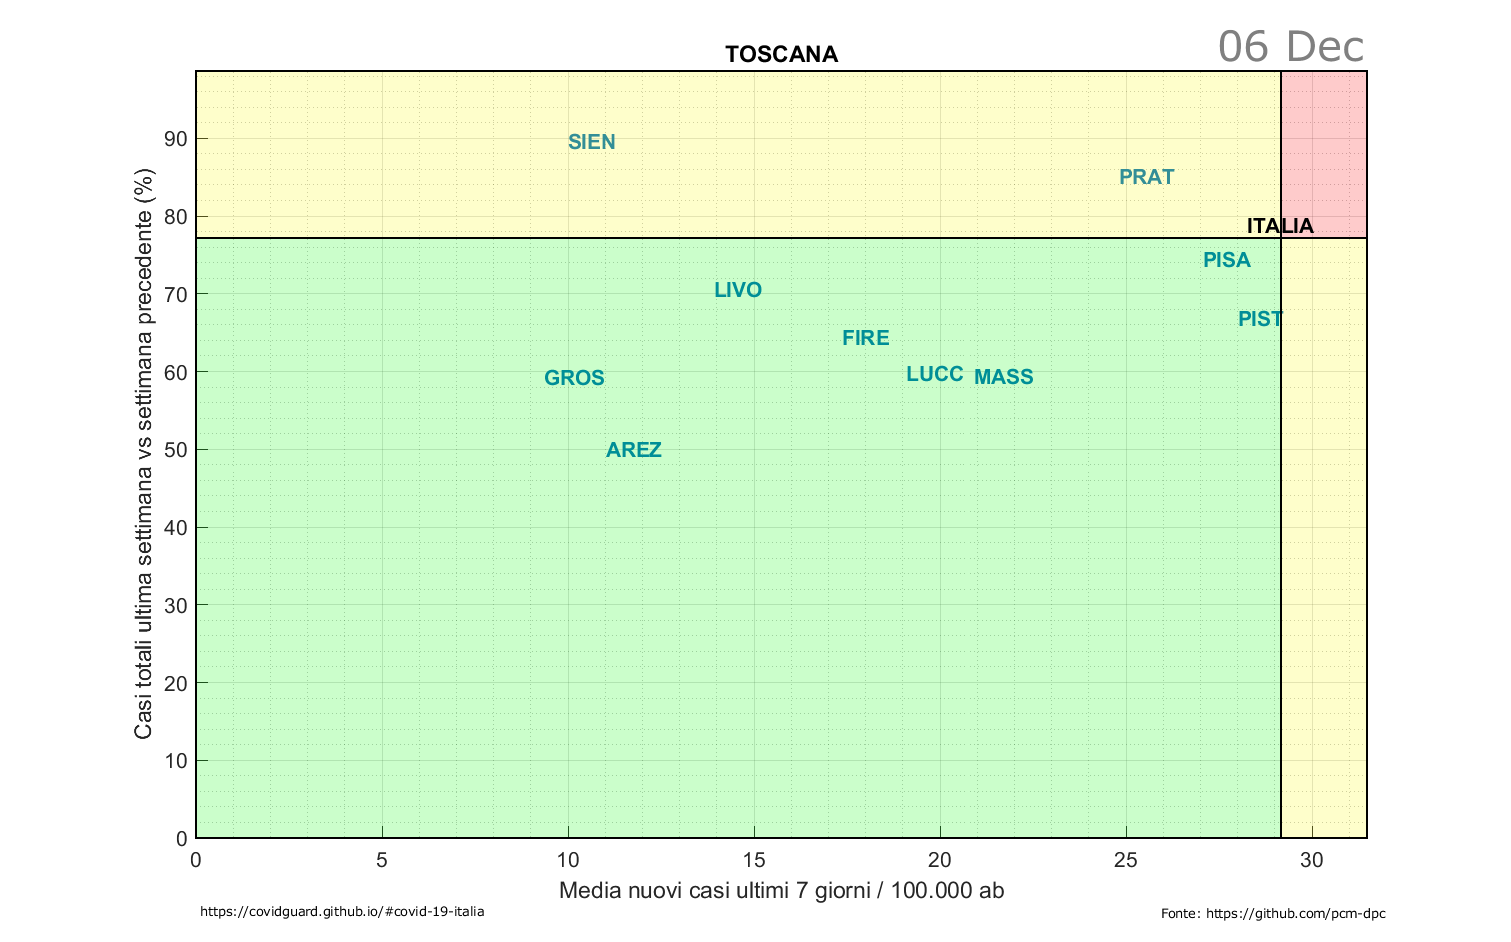 06 Dec
TOSCANA
Casi totali ultima settimana vs settimana precedente (%)
90
80
70
60
50
40
30
20
10
0
SIEN
PRAT
ITALIA
PISA
LIVO
PIST
FIRE
LUCC
MASS
GROS
AREZ
0
5
10
15
20
25
30
Media nuovi casi ultimi 7 giorni / 100.000 ab
https://covidguard.github.io/#covid-19-italia
Fonte: https://github.com/pcm-dpc